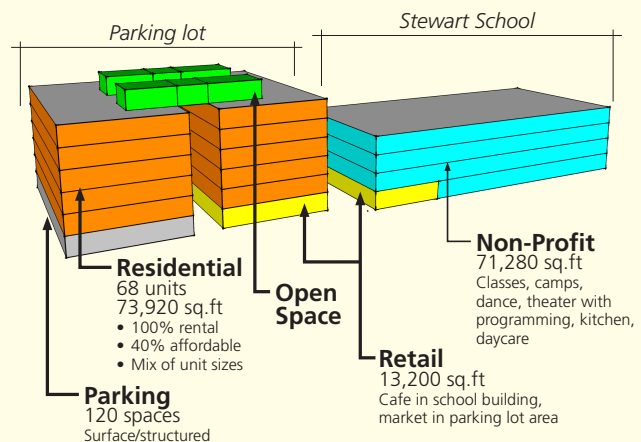 Parking lot
Stewart School
Residential
68 units
73,920 sq.ft
• 100% rental
• 40% affordable
• Mix of unit sizes
Parking
120 spaces
Surface/structured
Open
Space
Retail
13,200 sq.ft
Cafe in school building,
market in parking lot area
Non-Profit
71,280 sq.ft
Classes, camps,
dance, theater with
programming, kitchen,
daycare